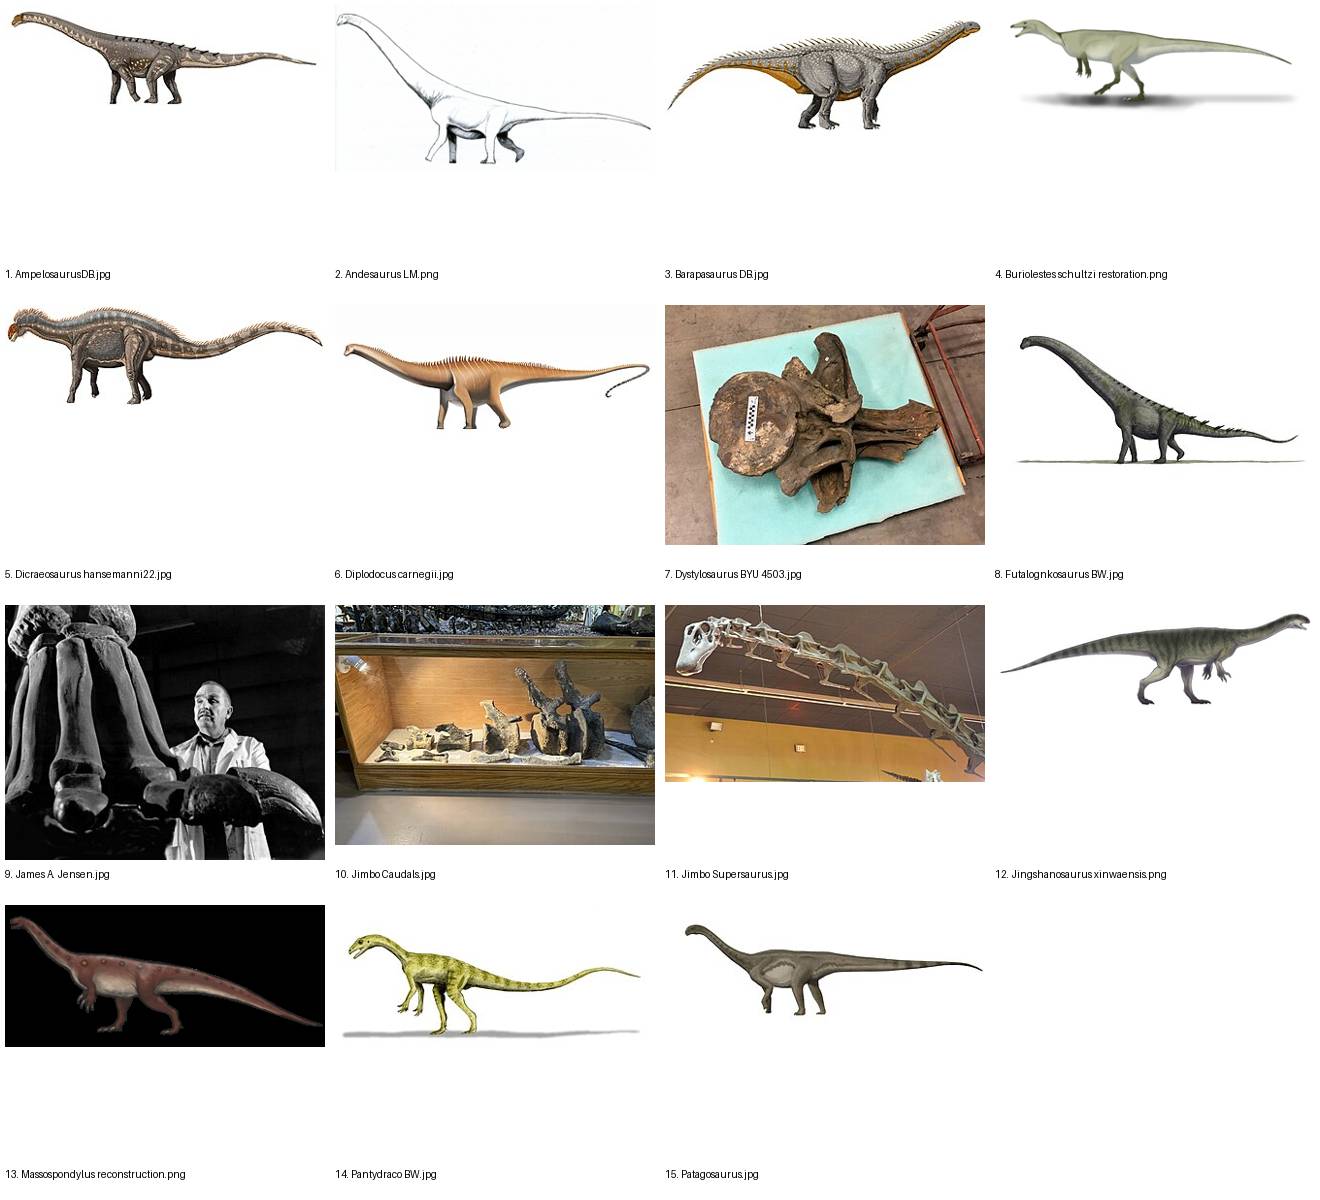 1. AmpelosaurusDB.jpg
2. Andesaurus LM.png
3. Barapasaurus DB.jpg
4. Buriolestes schultzi restoration.png
5. Dicraeosaurus hansemanni22.jpg
6. Diplodocus carnegii.jpg
7. Dystylosaurus BYU 4503.jpg
8. Futalognkosaurus BW.jpg
9. James A. Jensen.jpg
10. Jimbo Caudals.jpg
11. Jimbo Supersaurus.jpg
12. Jingshanosaurus xinwaensis.png
13. Massospondylus reconstruction.png
14. Pantydraco BW.jpg
15. Patagosaurus.jpg